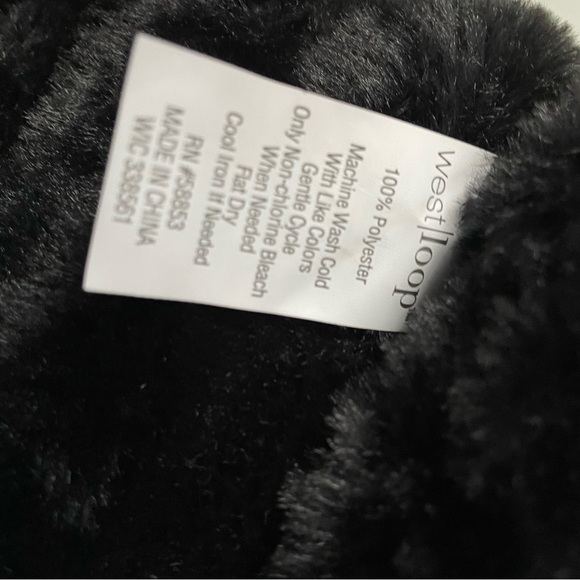 west|loop
100% Polyester
Machine Wash Cold
With Like Colors
Gentle Cycle
Only Non-chlorine Bleach
When Needed
Flat Dry
Cool Iron If Needed
RN #58853
MADE IN CHINA
WIC 338561